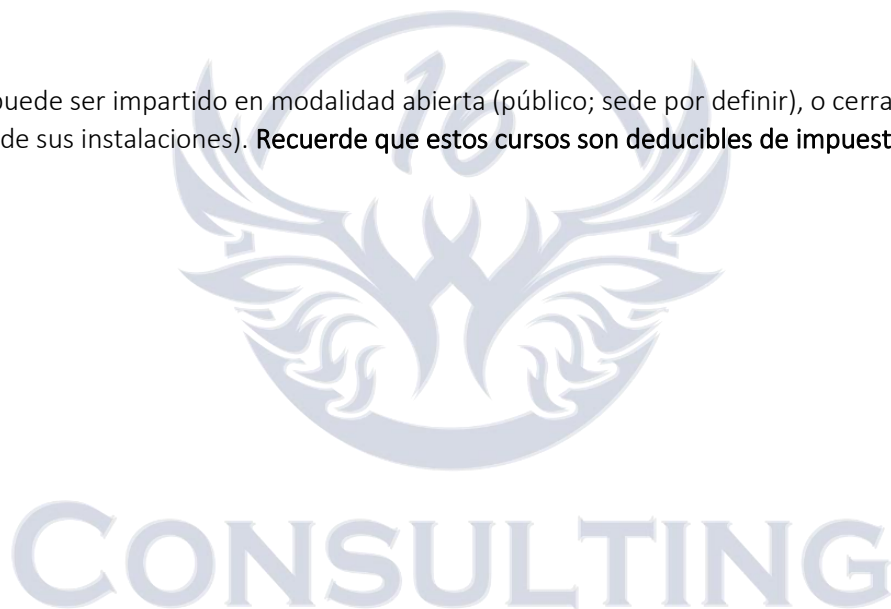 16
puede ser impartido en modalidad abierta (público; sede por definir), o cerra
de sus instalaciones). Recuerde que estos cursos son deducibles de impuest
CONSULTING